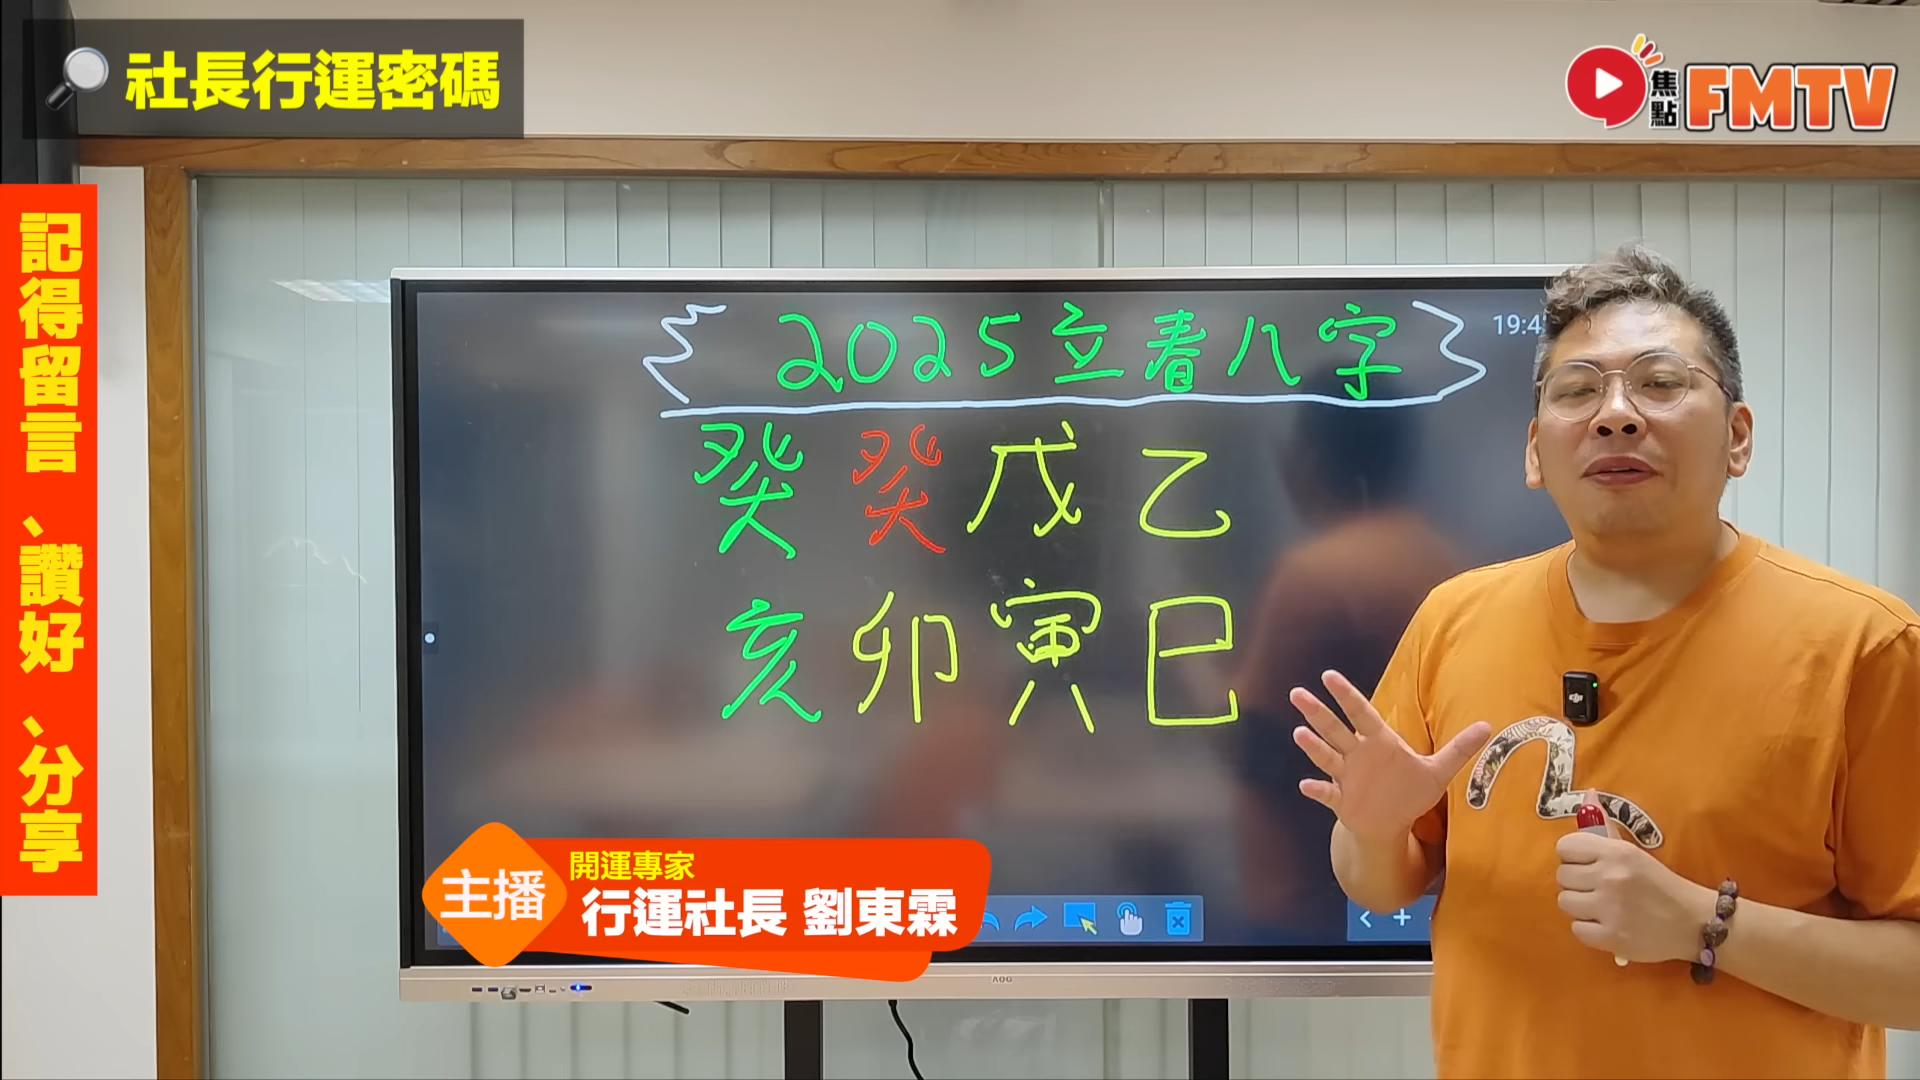 社長行運密碼
焦點 FMTV
記得留言、讚好、分享
2025立春八字
19:4
癸癸戊乙
亥卯寅巳
主播
開運專家
行運社長 劉東霖
AOG
dji